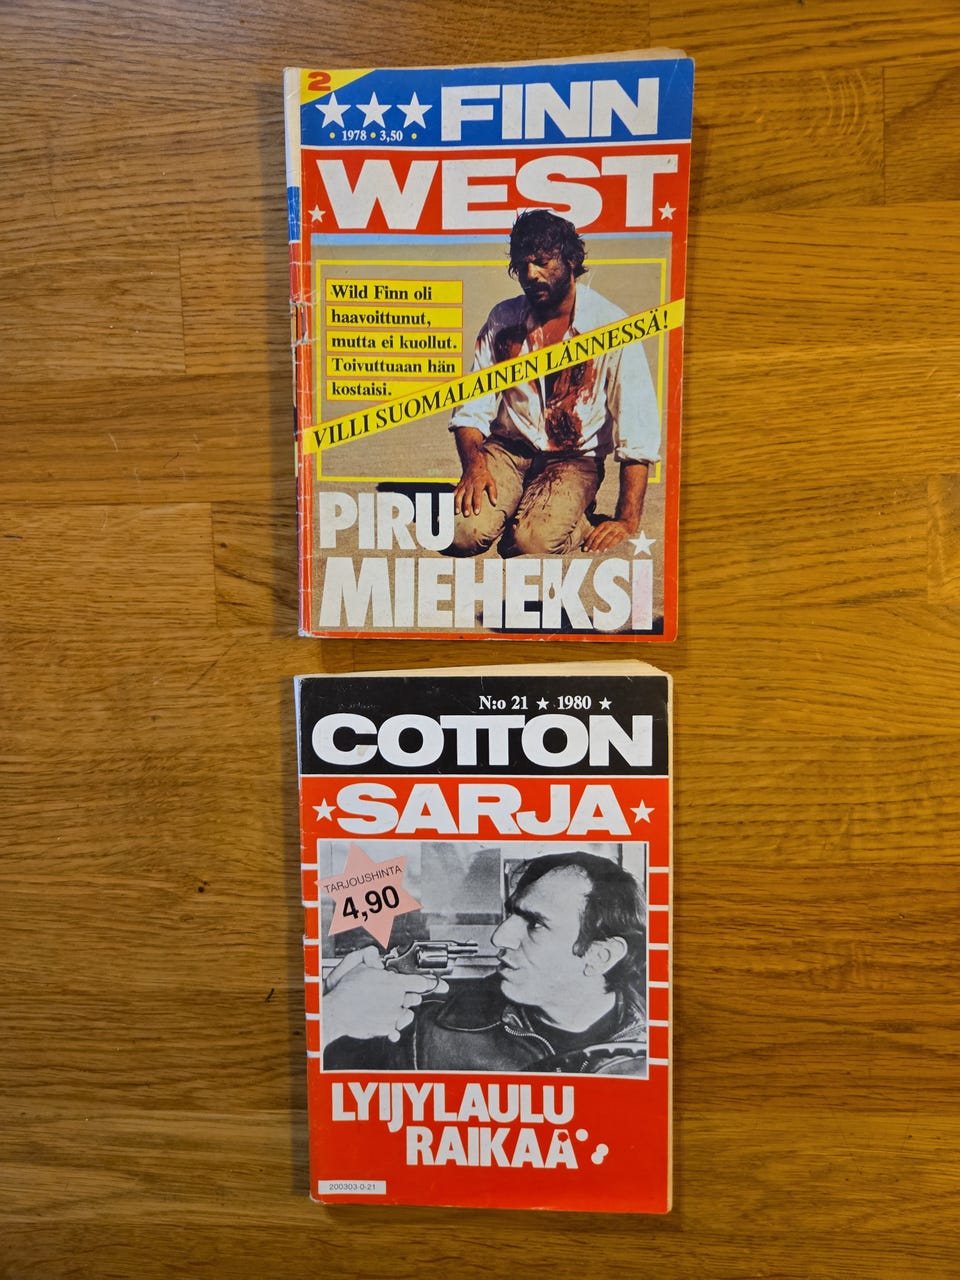 2
FINN
• 1978 • 3,50 •
WEST
Wild Finn oli
haavoittunut,
mutta ei kuollut.
Toivuttuaan hän
kostaisi.
VILLI SUOMALAINEN LÄNNESSÄ!
PIRU
MIEHEKSI
N:o 21 ★ 1980 ★
COTTON
SARJA
TARJOUSHINTA
4,90
LYIJYLAULU
RAIKAA
200303-0-21